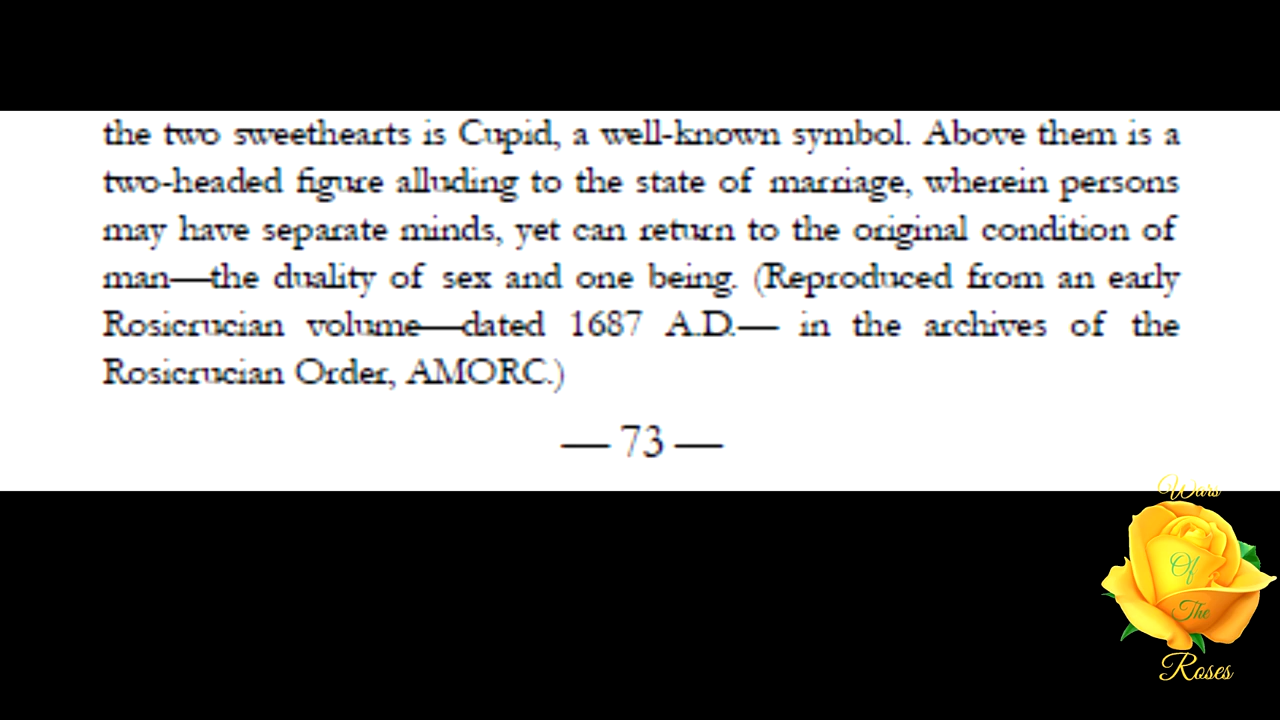 the two sweethearts is Cupid, a well-known symbol. Above them is a
two-headed figure alluding to the state of marriage, wherein persons
may have separate minds, yet can return to the original condition of
man—the duality of sex and one being. (Reproduced from an early
Rosicrucian volume—dated 1687 A.D.— in the archives of the
Rosicrucian Order, AMORC.)
— 73 —
Wars
Of
The
Roses